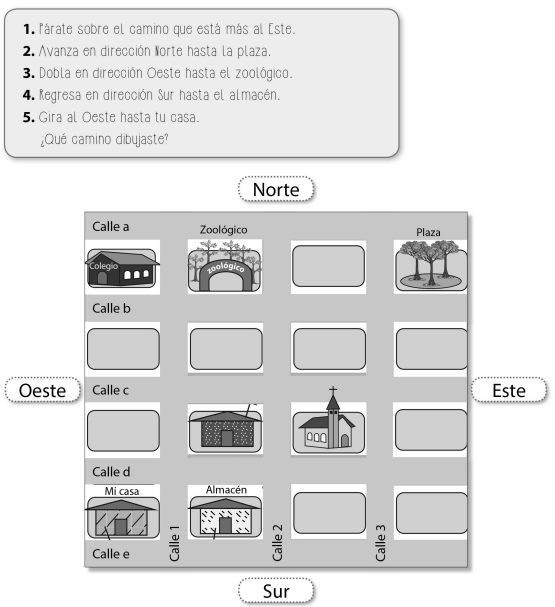 1. Párate sobre el camino que está más al Este.
2. Avanza en dirección Norte hasta la plaza.
3. Dobla en dirección Oeste hasta el zoológico.
4. Regresa en dirección Sur hasta el almacén.
5. Gira al Oeste hasta tu casa.
¿Qué camino dibujaste?
Norte
Calle a
Zoológico
Plaza
Colegio
zoológico
Calle b
Oeste
Calle c
Este
Calle d
Mi casa
Almacén
Calle 1
Calle 2
Calle 3
Calle e
Sur